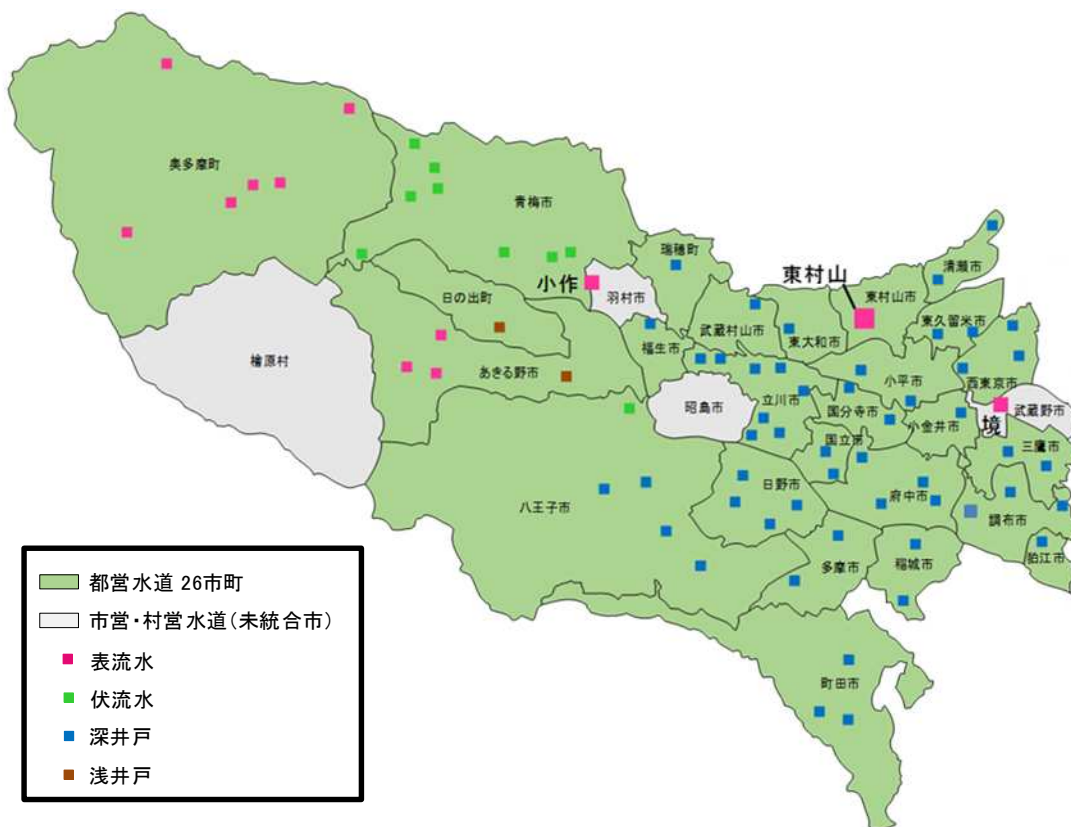 奥多摩町
青梅市
瑞穂町
清瀬市
小作
東村山
東村山市
日の出町
羽村市
東久留米市
武蔵村山市
東大和市
福生市
檜原村
あきる野市
小平市
西東京市
昭島市
立川市
国分寺市
小金井市
境
武蔵野市
国立市
三鷹市
八王子市
日野市
府中市
調布市
多摩市
稲城市
狛江市
町田市
都営水道 26市町
市営・村営水道(未統合市)
表流水
伏流水
深井戸
浅井戸